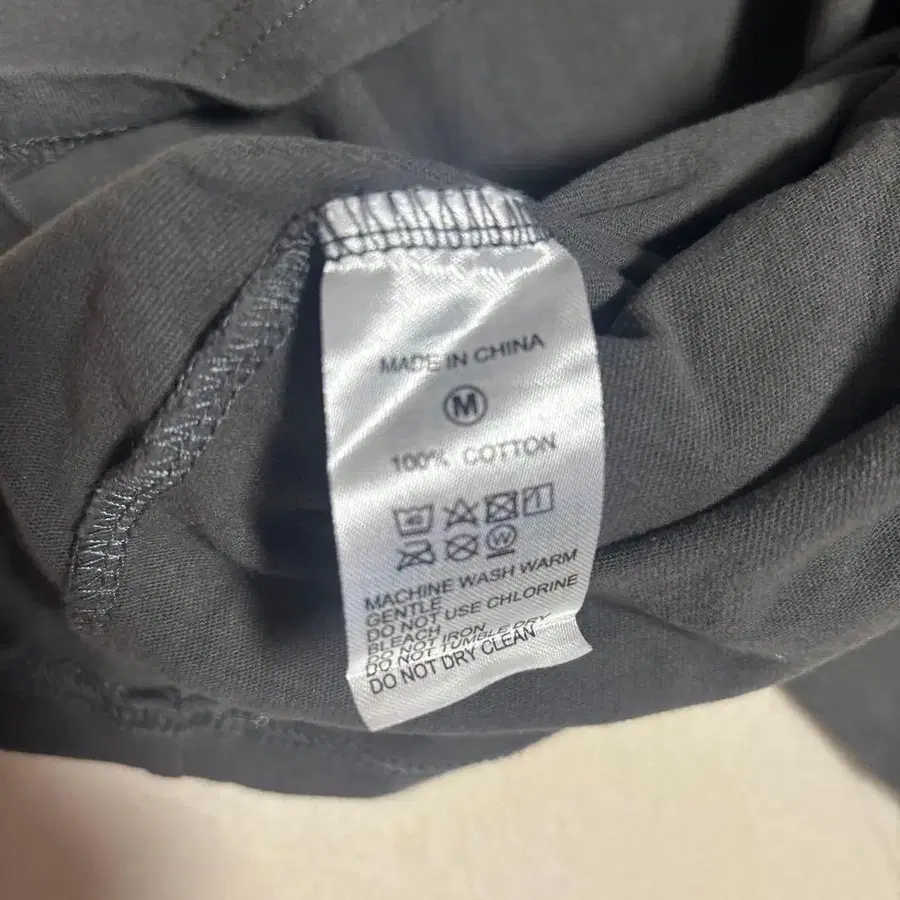 MADE IN CHINA
M
100% COTTON
W
MACHINE WASH WARM
GENTLE
DO NOT USE CHLORINE
BLEACH
DO NOT IRON
DO NOT TUMBLE DRY
DO NOT DRY CLEAN